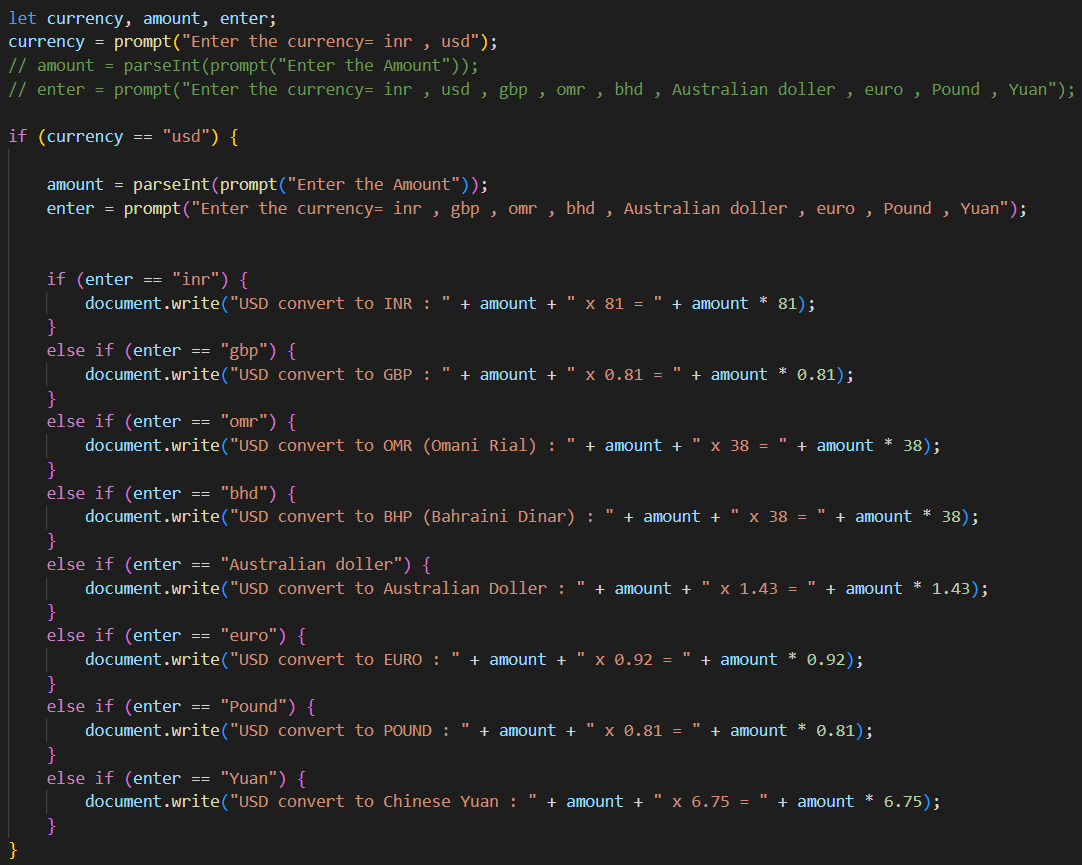 let currency, amount, enter;
currency = prompt("Enter the currency= inr , usd");
// amount = parseInt(prompt("Enter the Amount"));
// enter = prompt("Enter the currency= inr , usd , gbp , omr , bhd , Australian doller , euro , Pound , Yuan");
if (currency == "usd") {
amount = parseInt(prompt("Enter the Amount"));
enter = prompt("Enter the currency= inr , gbp , omr , bhd , Australian doller , euro , Pound , Yuan");
if (enter == "inr") {
document.write("USD convert to INR : " + amount + " x 81 = " + amount * 81);
}
else if (enter == "gbp") {
document.write("USD convert to GBP : " + amount + " x 0.81 = " + amount * 0.81);
}
else if (enter == "omr") {
document.write("USD convert to OMR (Omani Rial) : " + amount + " x 38 = " + amount * 38);
}
else if (enter == "bhd") {
document.write("USD convert to BHP (Bahraini Dinar) : " + amount + " x 38 = " + amount * 38);
}
else if (enter == "Australian doller") {
document.write("USD convert to Australian Doller : " + amount + " x 1.43 = " + amount * 1.43);
}
else if (enter == "euro") {
document.write("USD convert to EURO : " + amount + " x 0.92 = " + amount * 0.92);
}
else if (enter == "Pound") {
document.write("USD convert to POUND : " + amount + " x 0.81 = " + amount * 0.81);
}
else if (enter == "Yuan") {
document.write("USD convert to Chinese Yuan : " + amount + " x 6.75 = " + amount * 6.75);
}
}